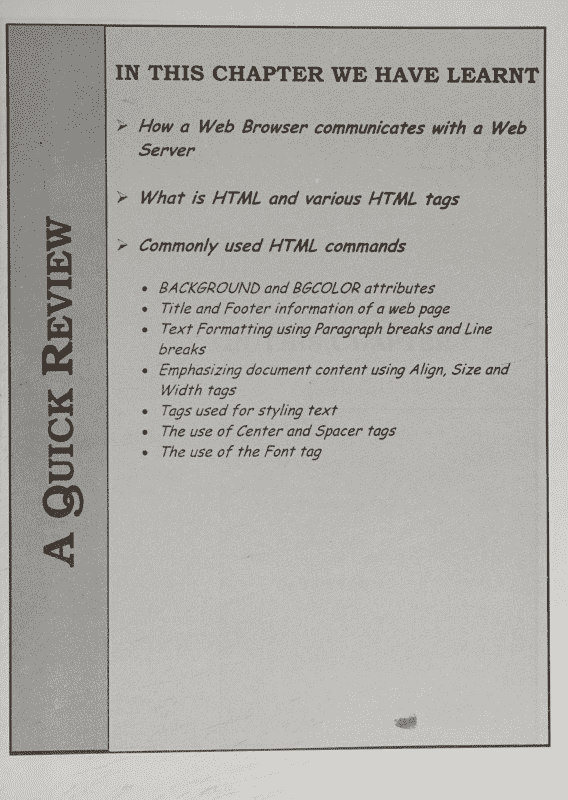 A QUICK REVIEW
IN THIS CHAPTER WE HAVE LEARNT
➢ How a Web Browser communicates with a Web
Server
➢ What is HTML and various HTML tags
➢ Commonly used HTML commands
• BACKGROUND and BGCOLOR attributes
• Title and Footer information of a web page
• Text Formatting using Paragraph breaks and Line
breaks
• Emphasizing document content using Align, Size and
Width tags
• Tags used for styling text
• The use of Center and Spacer tags
• The use of the Font tag